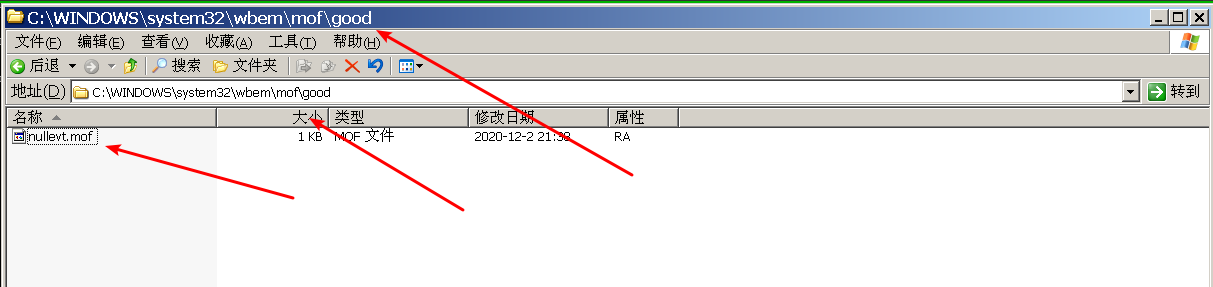 C:\WINDOWS\system32\wbem\mof\good
文件(F) 编辑(E) 查看(V) 收藏(A) 工具(T) 帮助(H)
后退 搜索 文件夹
地址(D) C:\WINDOWS\system32\wbem\mof\good 转到
名称 大小 类型 修改日期 属性
nullevt.mof 1 KB MOF 文件 2020-12-2 21:38 RA